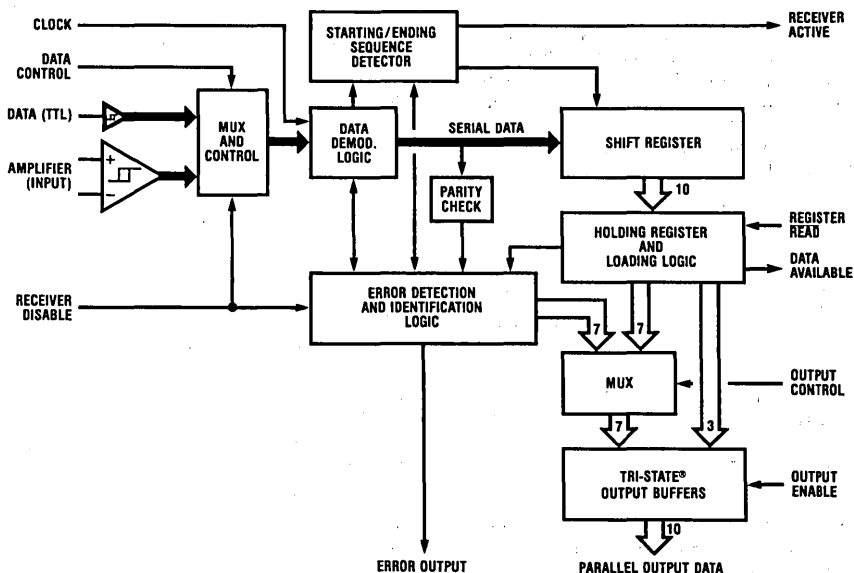 CLOCK
DATA
CONTROL
DATA (TTL)
AMPLIFIER
(INPUT)
+
−
RECEIVER
DISABLE
MUX
AND
CONTROL
STARTING/ENDING
SEQUENCE
DETECTOR
DATA
DEMOD.
LOGIC
SERIAL DATA
PARITY
CHECK
ERROR DETECTION
AND IDENTIFICATION
LOGIC
RECEIVER
ACTIVE
SHIFT REGISTER
10
HOLDING REGISTER
AND
LOADING LOGIC
REGISTER
READ
DATA
AVAILABLE
7
7
MUX
OUTPUT
CONTROL
7
3
TRI-STATE®
OUTPUT BUFFERS
OUTPUT
ENABLE
10
ERROR OUTPUT
PARALLEL OUTPUT DATA